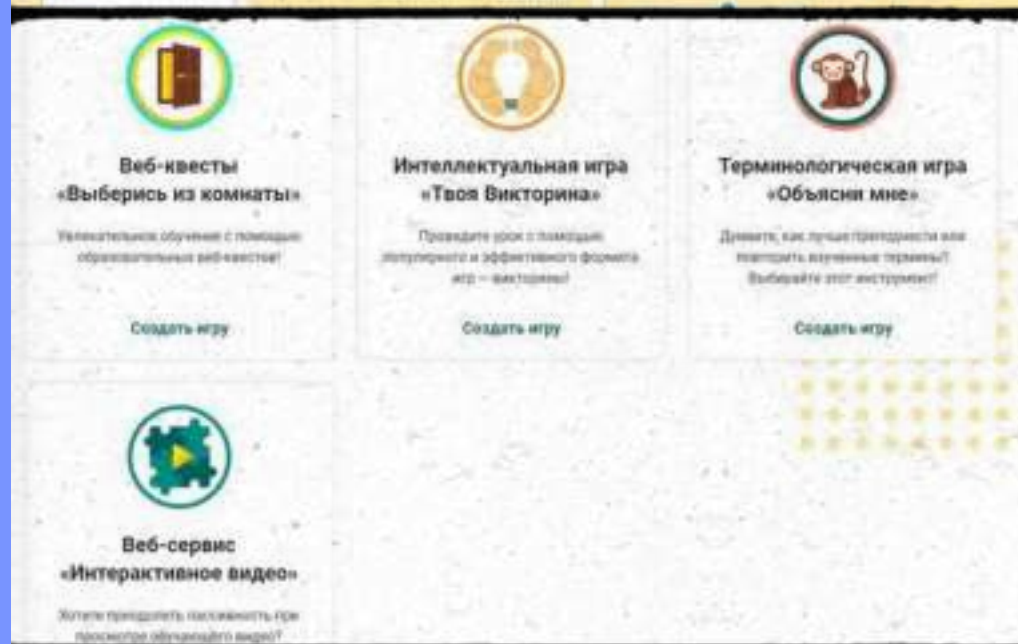 Веб-квесты
«Выберись из комнаты»
Увлекательное обучение с помощью
образовательных веб-квестов!
Создать игру
Интеллектуальная игра
«Твоя Викторина»
Проведите урок с помощью
популярного и эффективного формата
игр — викторины!
Создать игру
Терминологическая игра
«Объясни мне»
Думаете, как лучше преподнести или
повторить изученные термины?
Выбирайте этот инструмент!
Создать игру
Веб-сервис
«Интерактивное видео»
Хотите преодолеть пассивность при
просмотре обучающего видео?